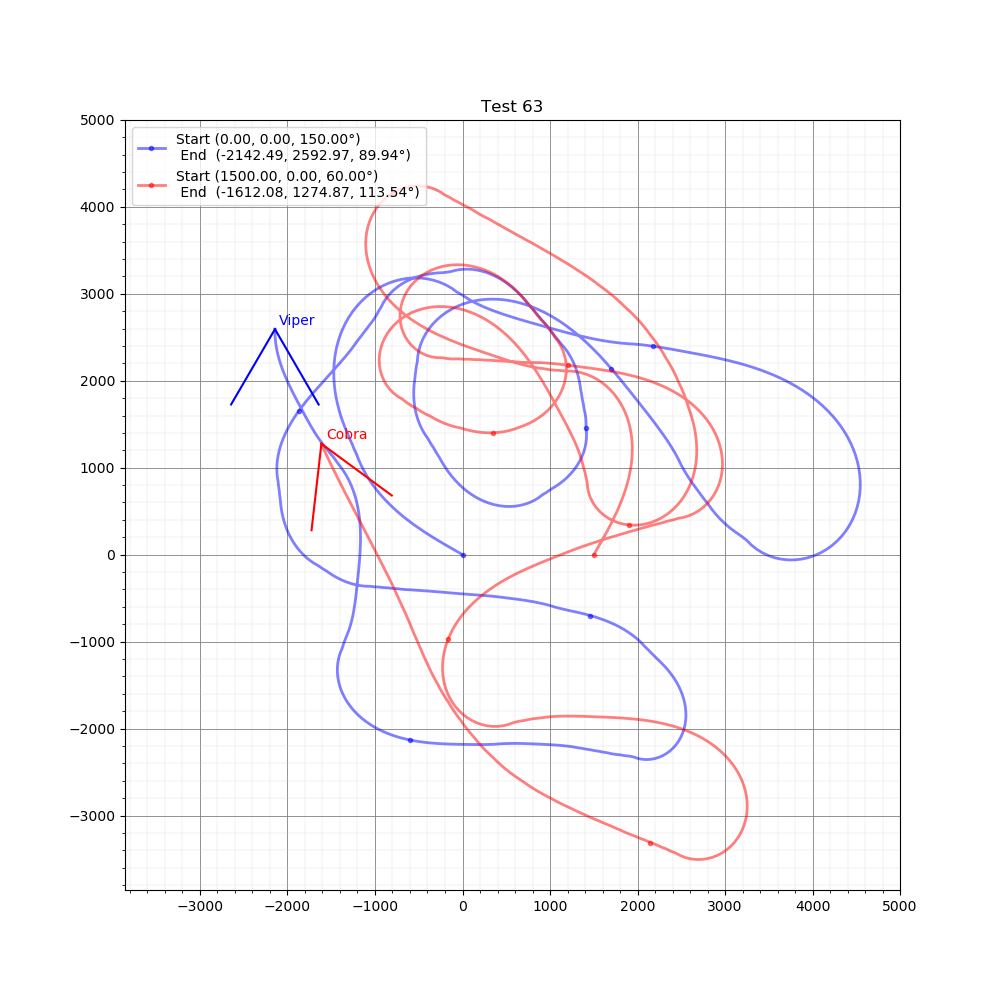 Test 63
Start (0.00, 0.00, 150.00°)
End (-2142.49, 2592.97, 89.94°)
Start (1500.00, 0.00, 60.00°)
End (-1612.08, 1274.87, 113.54°)
5000
4000
3000
2000
1000
0
−1000
−2000
−3000
Viper
Cobra
−3000 −2000 −1000 0 1000 2000 3000 4000 5000